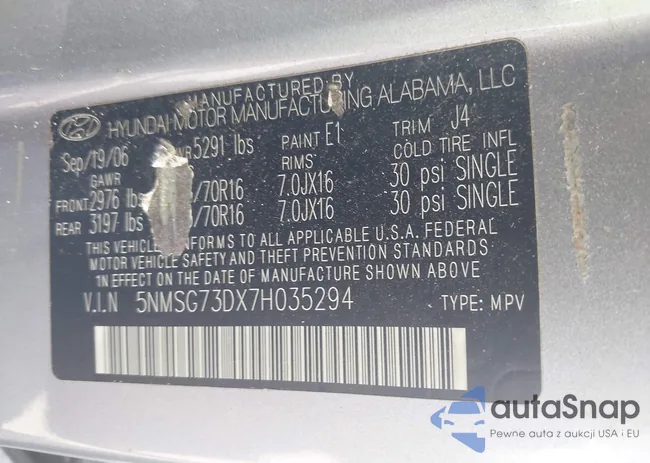 MANUFACTURED BY
HYUNDAI MOTOR MANUFACTURING ALABAMA, LLC
Sep/19/06 5291 lbs PAINT E1 TRIM J4
GAWR RIMS COLD TIRE INFL
FRONT 2976 lbs /70R16 7.0JX16 30 psi SINGLE
REAR 3197 lbs /70R16 7.0JX16 30 psi SINGLE
THIS VEHICLE CONFORMS TO ALL APPLICABLE U.S.A. FEDERAL
MOTOR VEHICLE SAFETY AND THEFT PREVENTION STANDARDS
IN EFFECT ON THE DATE OF MANUFACTURE SHOWN ABOVE
V.I.N 5NMSG73DX7H035294 TYPE: MPV
autaSnap
Pewne auta z aukcji USA i EU